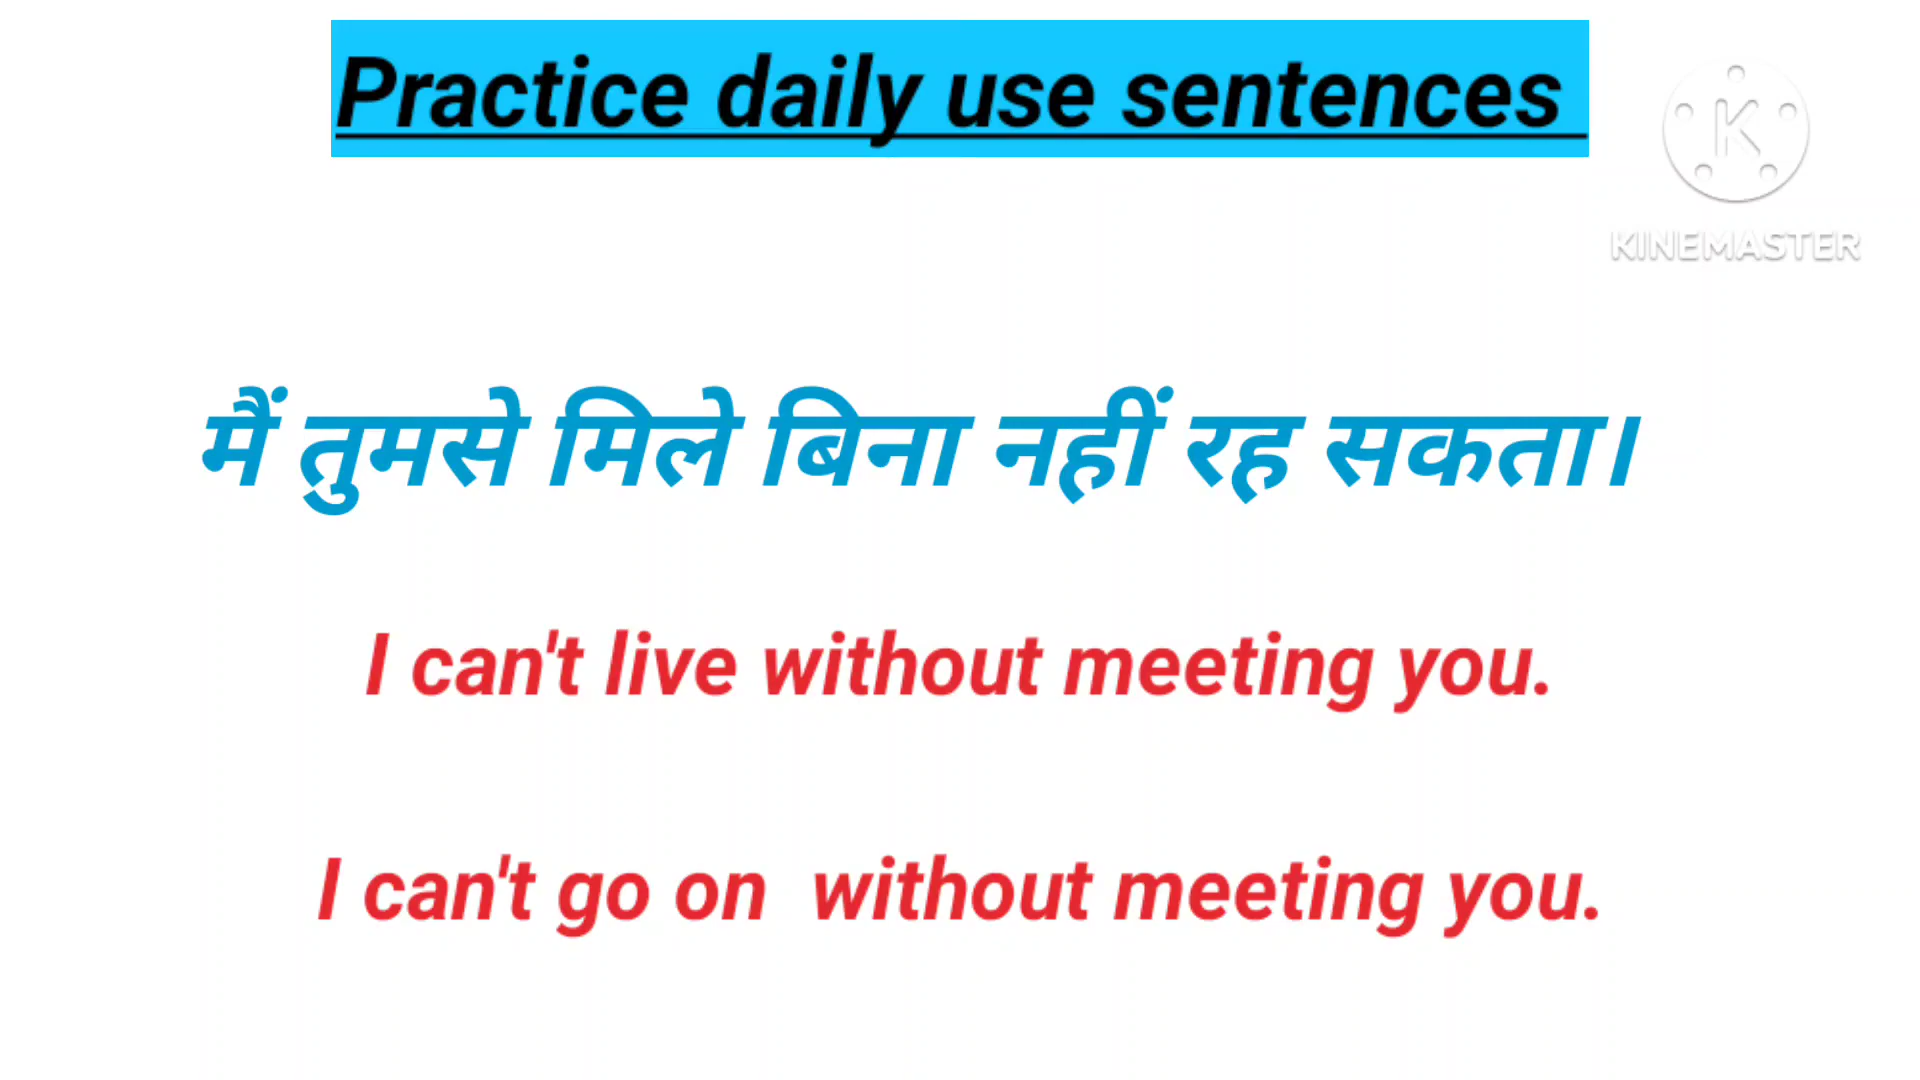 Practice daily use sentences
K
KINEMASTER
मैं तुमसे मिले बिना नहीं रह सकता।
I can't live without meeting you.
I can't go on  without meeting you.